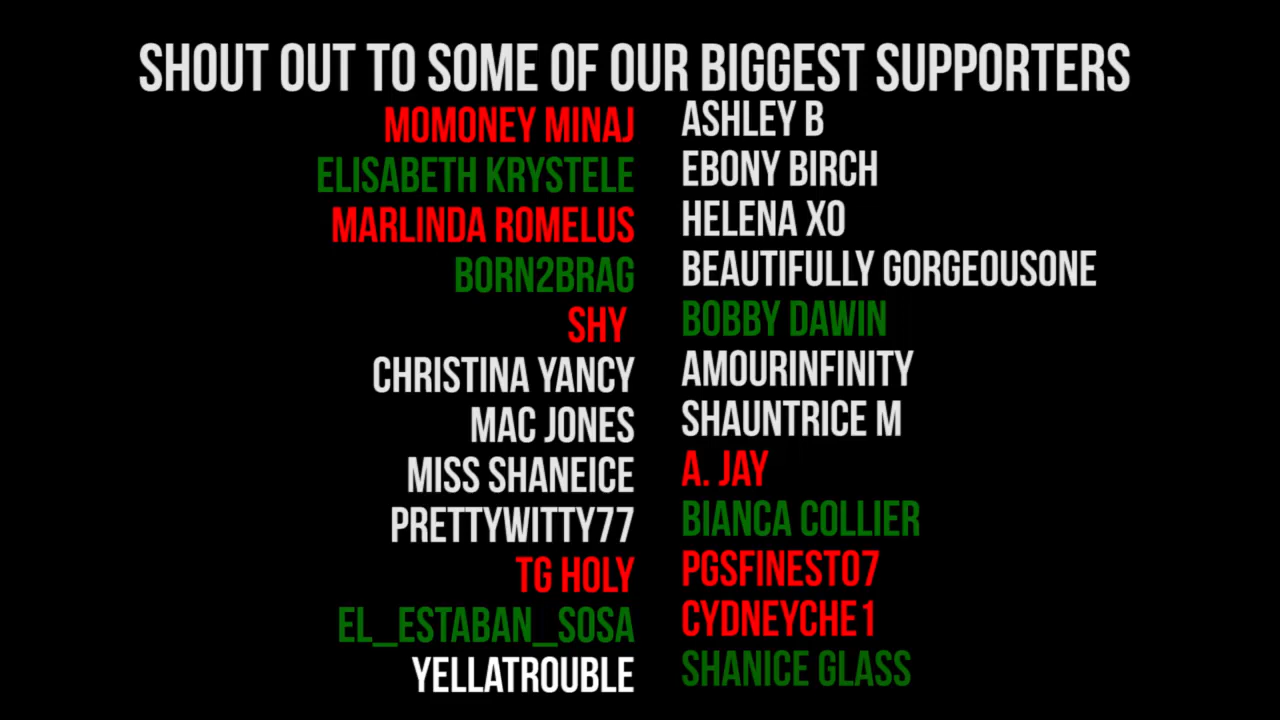 SHOUT OUT TO SOME OF OUR BIGGEST SUPPORTERS
MOMONEY MINAJ
ELISABETH KRYSTELE
MARLINDA ROMELUS
BORN2BRAG
SHY
CHRISTINA YANCY
MAC JONES
MISS SHANEICE
PRETTYWITTY77
TG HOLY
EL_ESTABAN_SOSA
YELLATROUBLE
ASHLEY B
EBONY BIRCH
HELENA XO
BEAUTIFULLY GORGEOUSONE
BOBBY DAWIN
AMOURINFINITY
SHAUNTRICE M
A. JAY
BIANCA COLLIER
PGSFINEST07
CYDNEYCHE1
SHANICE GLASS